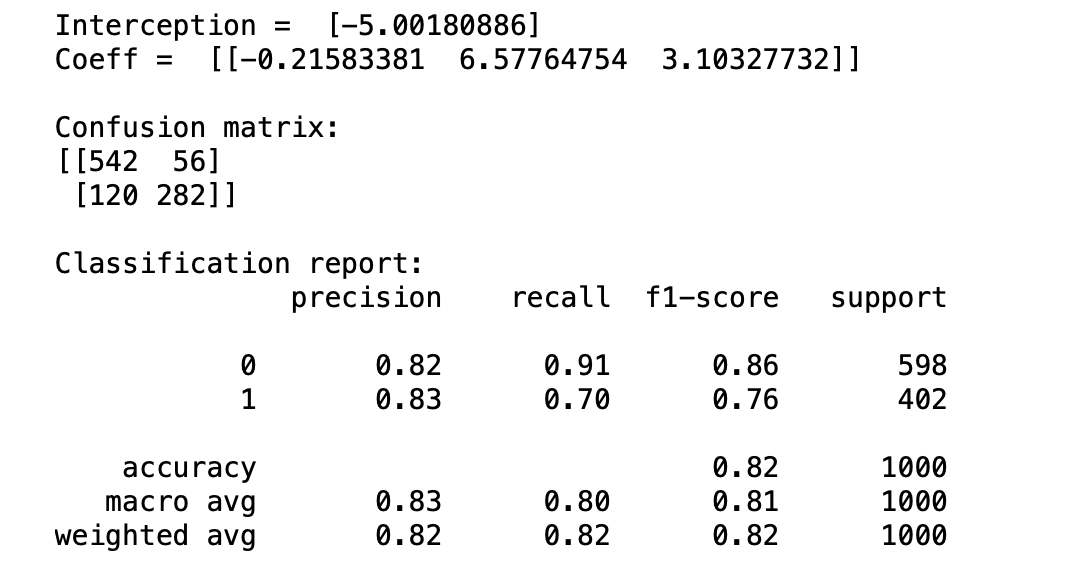 Interception =  [-5.00180886]
Coeff =  [[-0.21583381  6.57764754  3.10327732]]
Confusion matrix:
[[542  56]
[120 282]]
Classification report:
precision    recall  f1-score   support
0       0.82      0.91      0.86       598
1       0.83      0.70      0.76       402
accuracy                           0.82      1000
macro avg       0.83      0.80      0.81      1000
weighted avg       0.82      0.82      0.82      1000